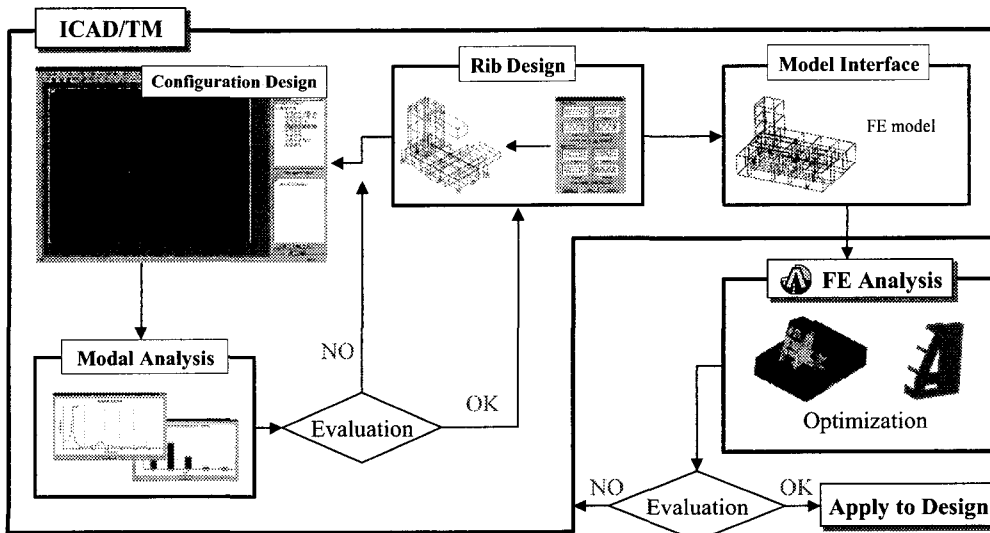 ICAD/TM
Configuration Design
Rib Design
Model Interface
FE model
FE Analysis
Modal Analysis
NO
OK
Evaluation
Optimization
NO
Evaluation
OK
Apply to Design